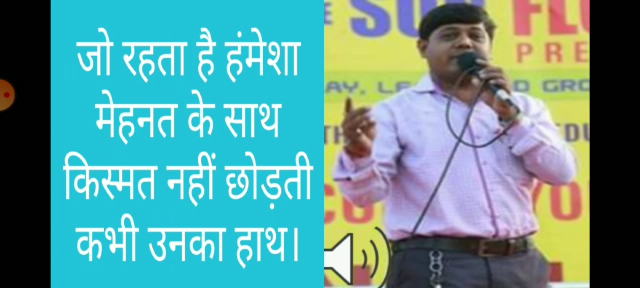 जो रहता है हंमेशा
मेहनत के साथ
किस्मत नहीं छोड़ती
कभी उनका हाथ।
PRE